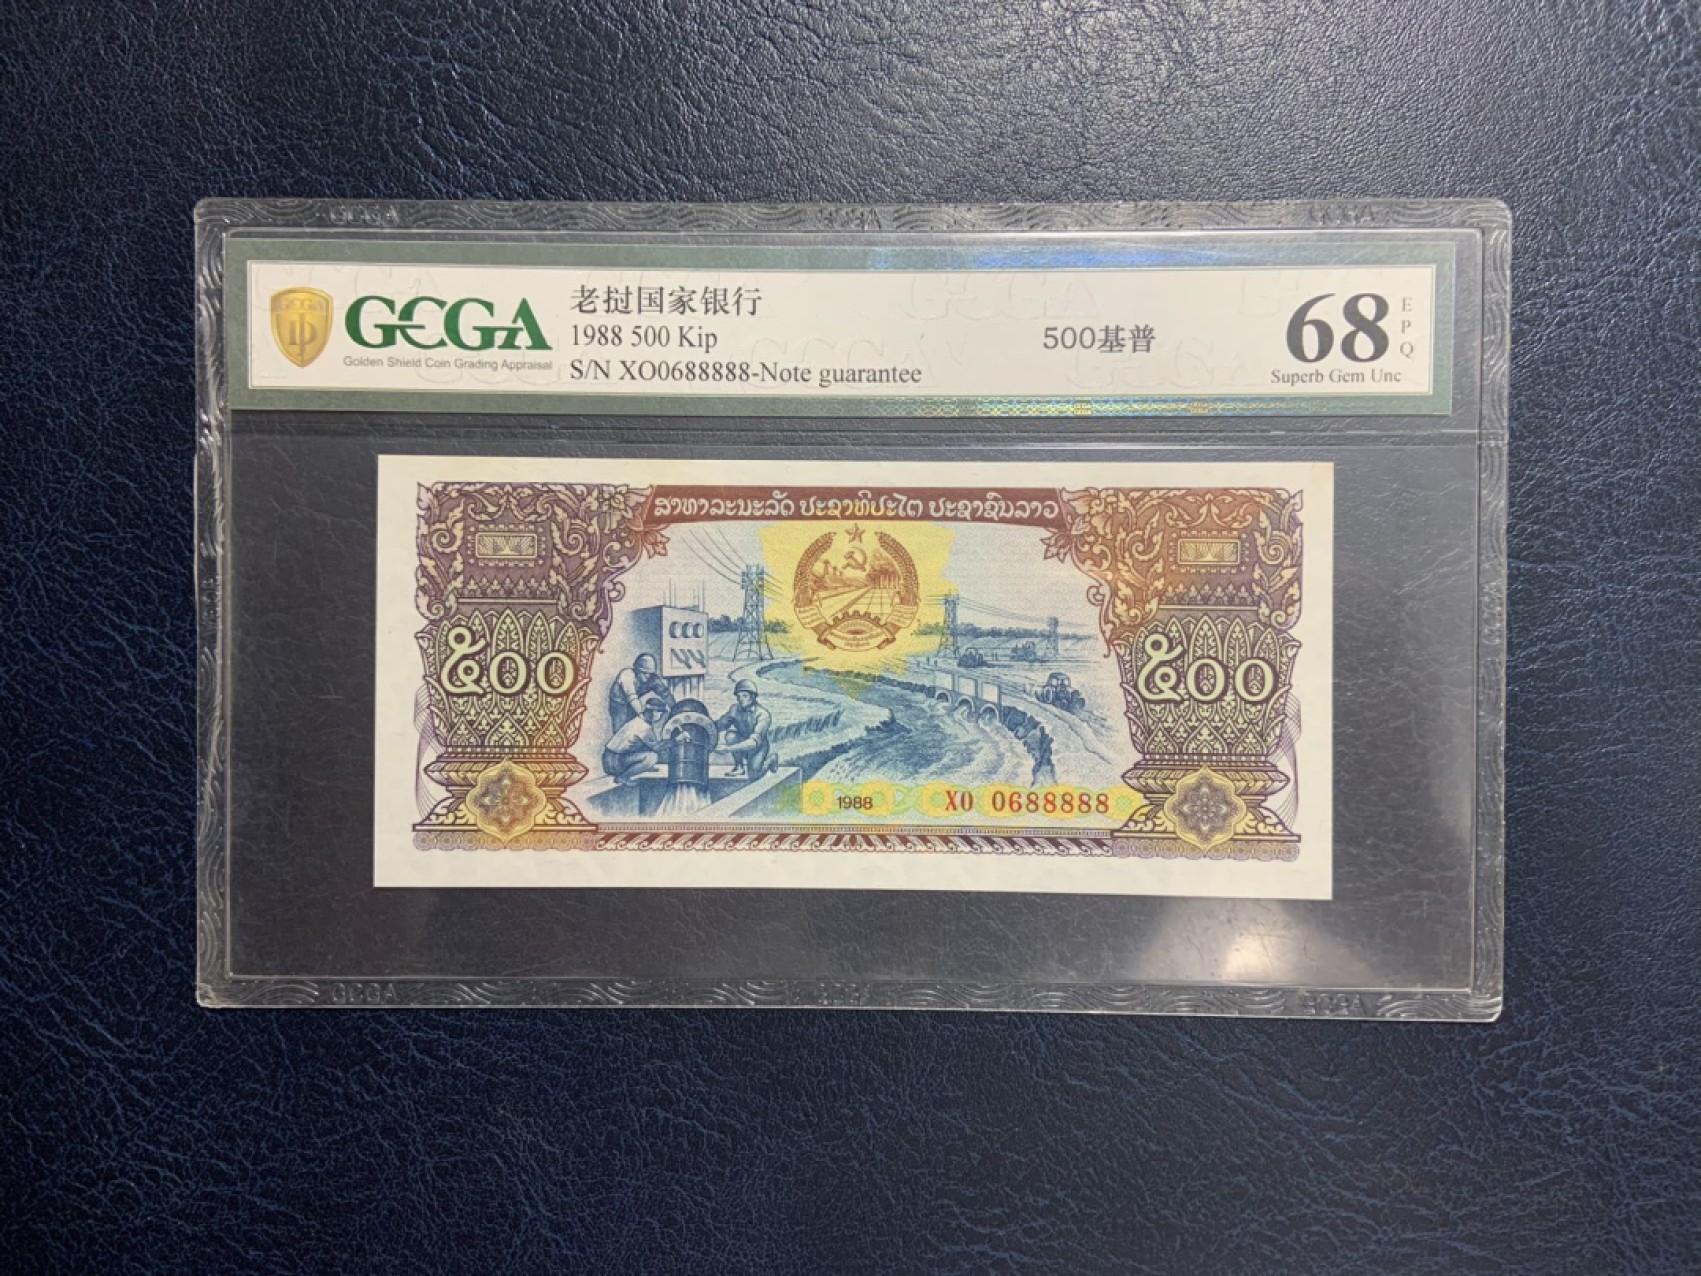 GCGA
Golden Shield Coin Grading Appraisal
老挝国家银行
1988 500 Kip
S/N XO0688888-Note guarantee
500基普
68
EPQ
Superb Gem Unc
ສາທາລະນະລັດ ປະຊາທິປະໄຕ ປະຊາຊົນລາວ
໕໐໐
໕໐໐
1988
XO 0688888
GCGA
GCGA